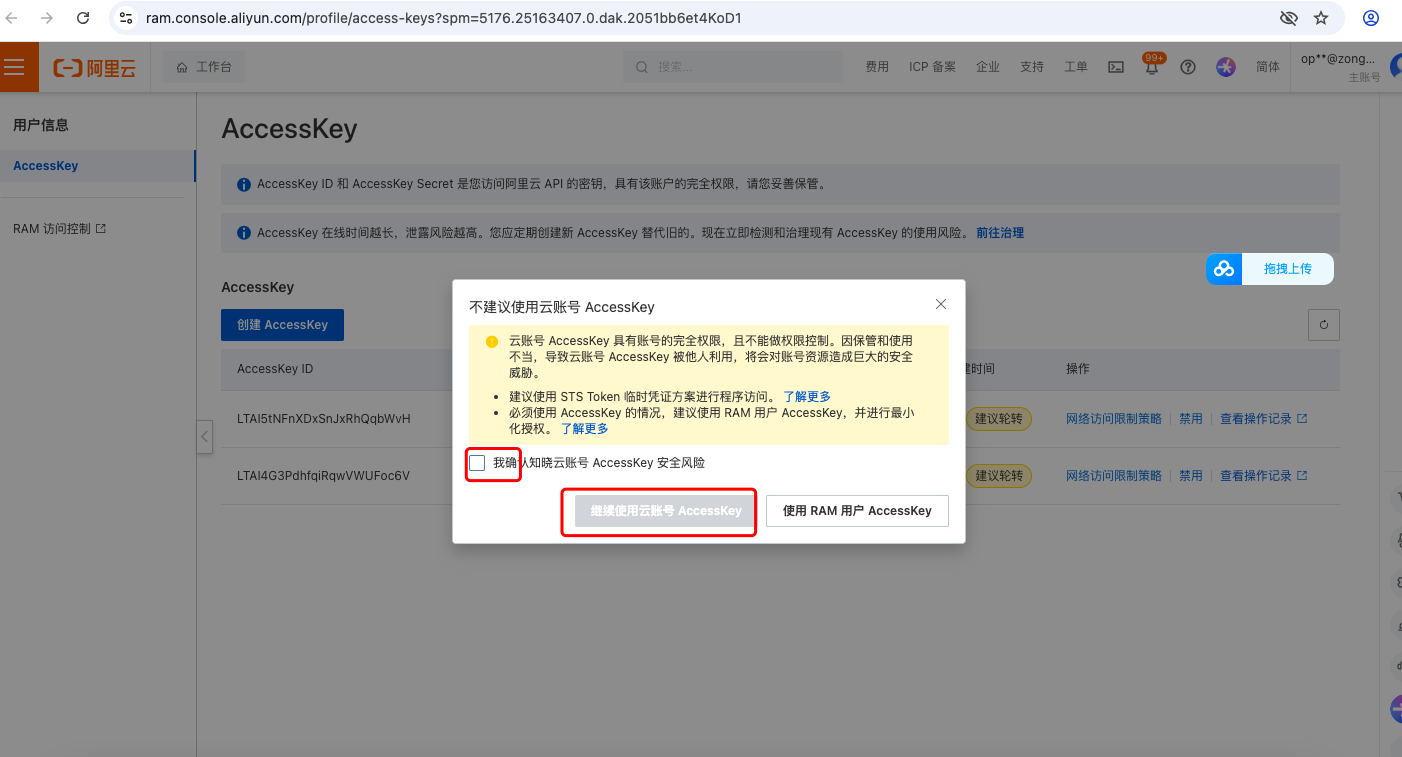 ram.console.aliyun.com/profile/access-keys?spm=5176.25163407.0.dak.2051bb6et4KoD1
阿里云
工作台
搜索...
费用
ICP 备案
企业
支持
工单
99+
简体
op**@zong...
主账号
用户信息
AccessKey
RAM 访问控制
AccessKey
AccessKey ID 和 AccessKey Secret 是您访问阿里云 API 的密钥，具有该账户的完全权限，请您妥善保管。
AccessKey 在线时间越长，泄露风险越高。您应定期创建新 AccessKey 替代旧的。现在立即检测和治理现有 AccessKey 的使用风险。 前往治理
拖拽上传
AccessKey
创建 AccessKey
AccessKey ID
建时间
操作
LTAI5tNFnXDxSnJxRhQqbWvH
建议轮转
网络访问限制策略
禁用
查看操作记录
LTAI4G3PdhfqiRqwVWUFoc6V
建议轮转
网络访问限制策略
禁用
查看操作记录
不建议使用云账号 AccessKey
云账号 AccessKey 具有账号的完全权限，且不能做权限控制。因保管和使用
不当，导致云账号 AccessKey 被他人利用，将会对账号资源造成巨大的安全
威胁。
• 建议使用 STS Token 临时凭证方案进行程序访问。 了解更多
• 必须使用 AccessKey 的情况，建议使用 RAM 用户 AccessKey，并进行最小
化授权。 了解更多
我确认知晓云账号 AccessKey 安全风险
继续使用云账号 AccessKey
使用 RAM 用户 AccessKey